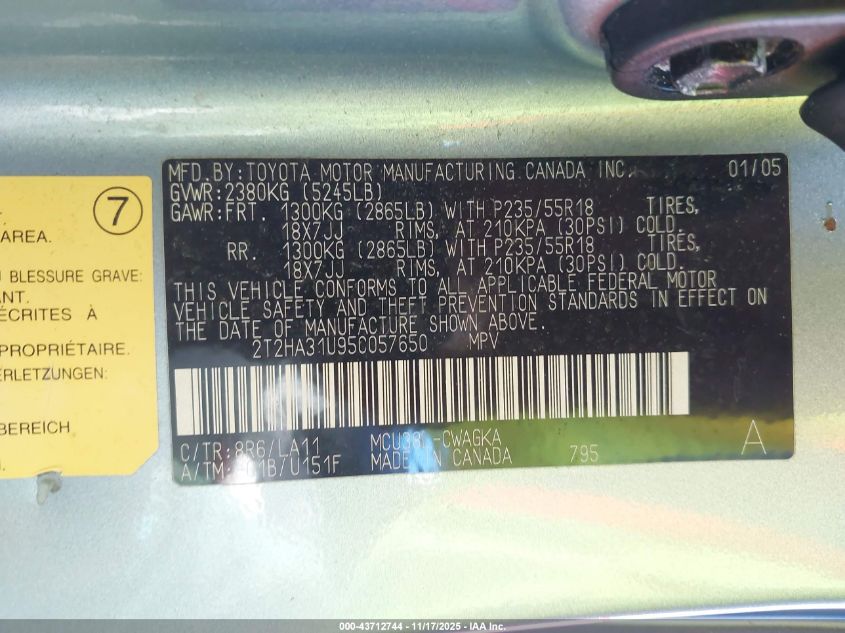 7
AREA.
BLESSURE GRAVE:
ANT.
ÉCRITES À
PROPRIÉTAIRE.
ERLETZUNGEN:
BEREICH
MFD.BY:TOYOTA MOTOR MANUFACTURING CANADA INC. 01/05
GVWR:2380KG (5245LB)
GAWR:FRT. 1300KG (2865LB) WITH P235/55R18 TIRES,
18X7JJ RIMS, AT 210KPA (30PSI) COLD.
RR. 1300KG (2865LB) WITH P235/55R18 TIRES,
18X7JJ RIMS, AT 210KPA (30PSI) COLD.
THIS VEHICLE CONFORMS TO ALL APPLICABLE FEDERAL MOTOR
VEHICLE SAFETY AND THEFT PREVENTION STANDARDS IN EFFECT ON
THE DATE OF MANUFACTURE SHOWN ABOVE.
2T2HA31U95C057650 MPV
C/TR:8R6/LA11 MCU38L-CWAGKA
A/TM: /U151F MADE IN CANADA 795 A
000-43712744 - 11/17/2025 - IAA Inc.